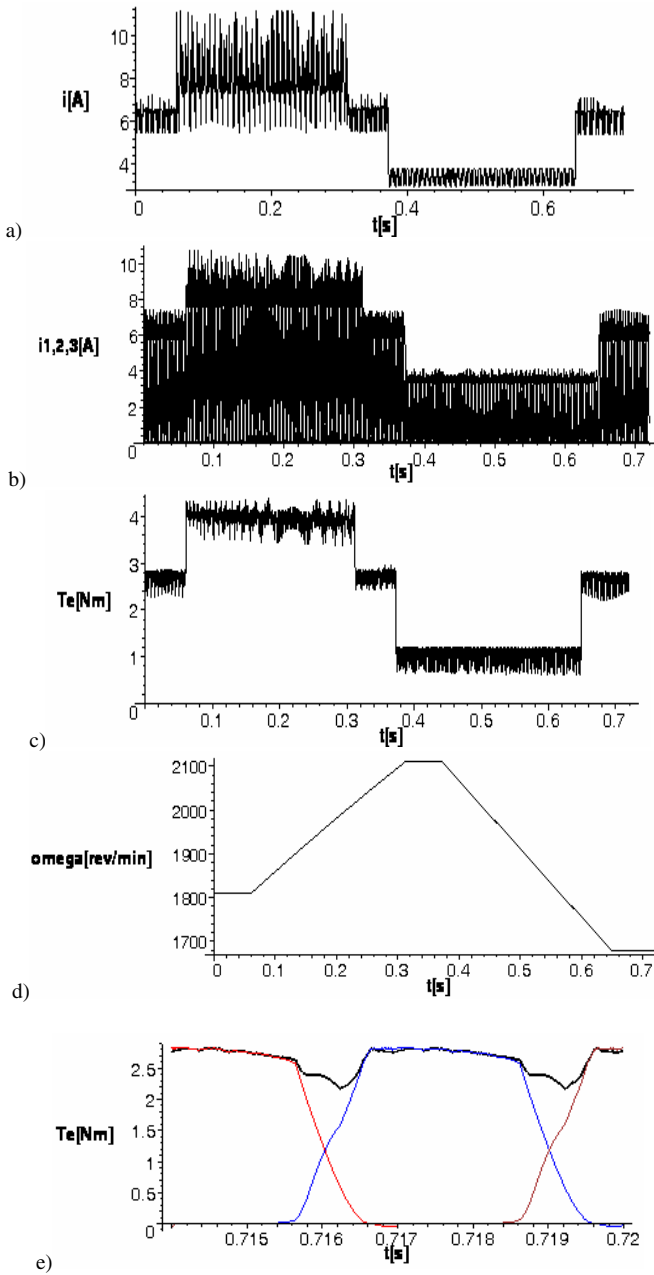 10
8
i[A]
6
4
0 0.2 0.4 0.6
t[s]
a)
10
8
6
i1,2,3[A]
4
2
0
0.1 0.2 0.3 0.4 0.5 0.6 0.7
t[s]
b)
4
3
Te[Nm]
2
1
0
0.1 0.2 0.3 0.4 0.5 0.6 0.7
t[s]
c)
2100
2000
omega[rev/min]
1900
1800
1700
0 0.1 0.2 0.3 0.4 0.5 0.6 0.7
t[s]
d)
2.5
2
Te[Nm]
1.5
1
0.5
0
0.715 0.716 0.717 0.718 0.719 0.72
t[s]
e)